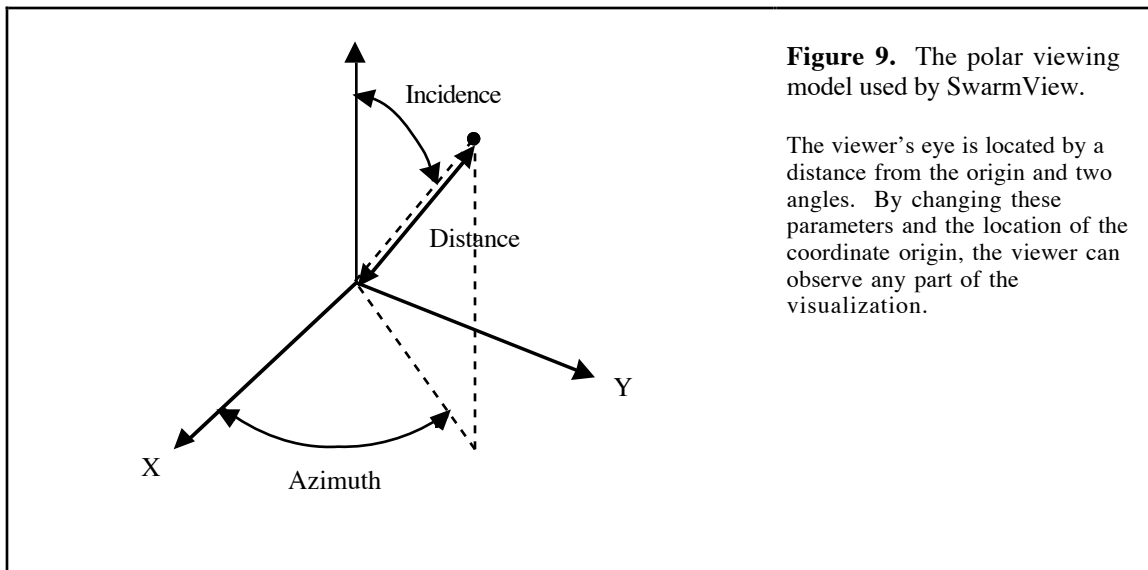 Incidence
Distance
Y
X
Azimuth
Figure 9. The polar viewing
model used by SwarmView.
The viewer's eye is located by a
distance from the origin and two
angles. By changing these
parameters and the location of the
coordinate origin, the viewer can
observe any part of the
visualization.